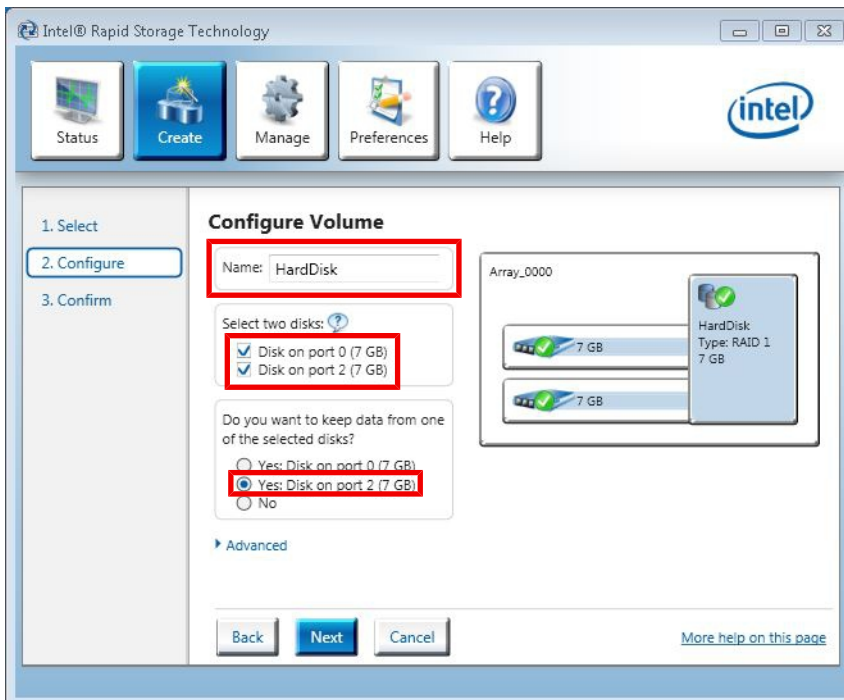 Intel® Rapid Storage Technology
Status
Create
Manage
Preferences
Help
intel
1. Select
2. Configure
3. Confirm
Configure Volume
Name: HardDisk
Select two disks:
Disk on port 0 (7 GB)
Disk on port 2 (7 GB)
Do you want to keep data from one
of the selected disks?
Yes: Disk on port 0 (7 GB)
Yes: Disk on port 2 (7 GB)
No
Advanced
Array_0000
7 GB
7 GB
HardDisk
Type: RAID 1
7 GB
Back
Next
Cancel
More help on this page